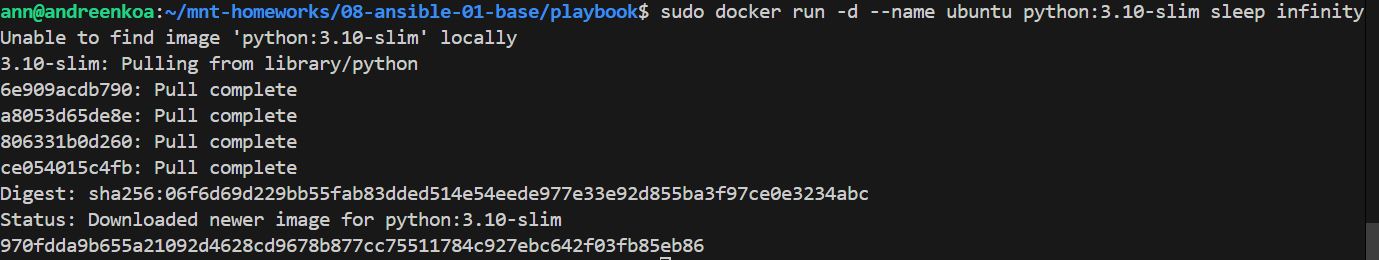 ann@andreenkoa:~/mnt-homeworks/08-ansible-01-base/playbook$ sudo docker run -d --name ubuntu python:3.10-slim sleep infinity
Unable to find image 'python:3.10-slim' locally
3.10-slim: Pulling from library/python
6e909acdb790: Pull complete
a8053d65de8e: Pull complete
806331b0d260: Pull complete
ce054015c4fb: Pull complete
Digest: sha256:06f6d69d229bb55fab83dded514e54eede977e33e92d855ba3f97ce0e3234abc
Status: Downloaded newer image for python:3.10-slim
970fdda9b655a21092d4628cd9678b877cc75511784c927ebc642f03fb85eb86